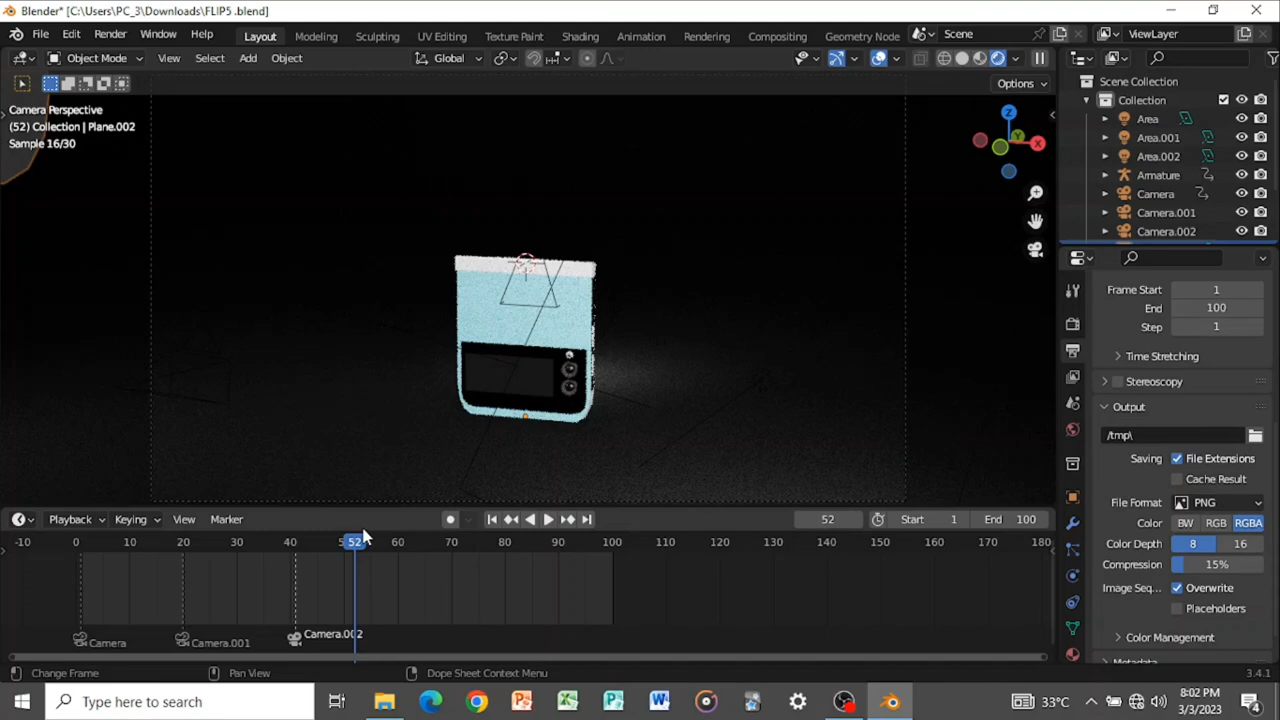 Blender* [C:\Users\PC_3\Downloads\FLIP5 .blend]
File Edit Render Window Help Layout Modeling Sculpting UV Editing Texture Paint Shading Animation Rendering Compositing Geometry Node Scene ViewLayer
Object Mode View Select Add Object Global
Options
Camera Perspective
(52) Collection | Plane.002
Sample 16/30
Z
Y
X
Scene Collection
Collection
Area
Area.001
Area.002
Armature
Camera
Camera.001
Camera.002
Frame Start 1
End 100
Step 1
Time Stretching
Stereoscopy
Output
/tmp\
Saving File Extensions
Cache Result
File Format PNG
Color BW RGB RGBA
Color Depth 8 16
Compression 15%
Image Seq... Overwrite
Placeholders
Color Management
Playback Keying View Marker 52 Start 1 End 100
-10 0 10 20 30 40 52 60 70 80 90 100 110 120 130 140 150 160 170 180
Camera Camera.001 Camera.002
Change Frame Pan View Dope Sheet Context Menu 3.4.1
Type here to search 33°C 8:02 PM
3/3/2023 4